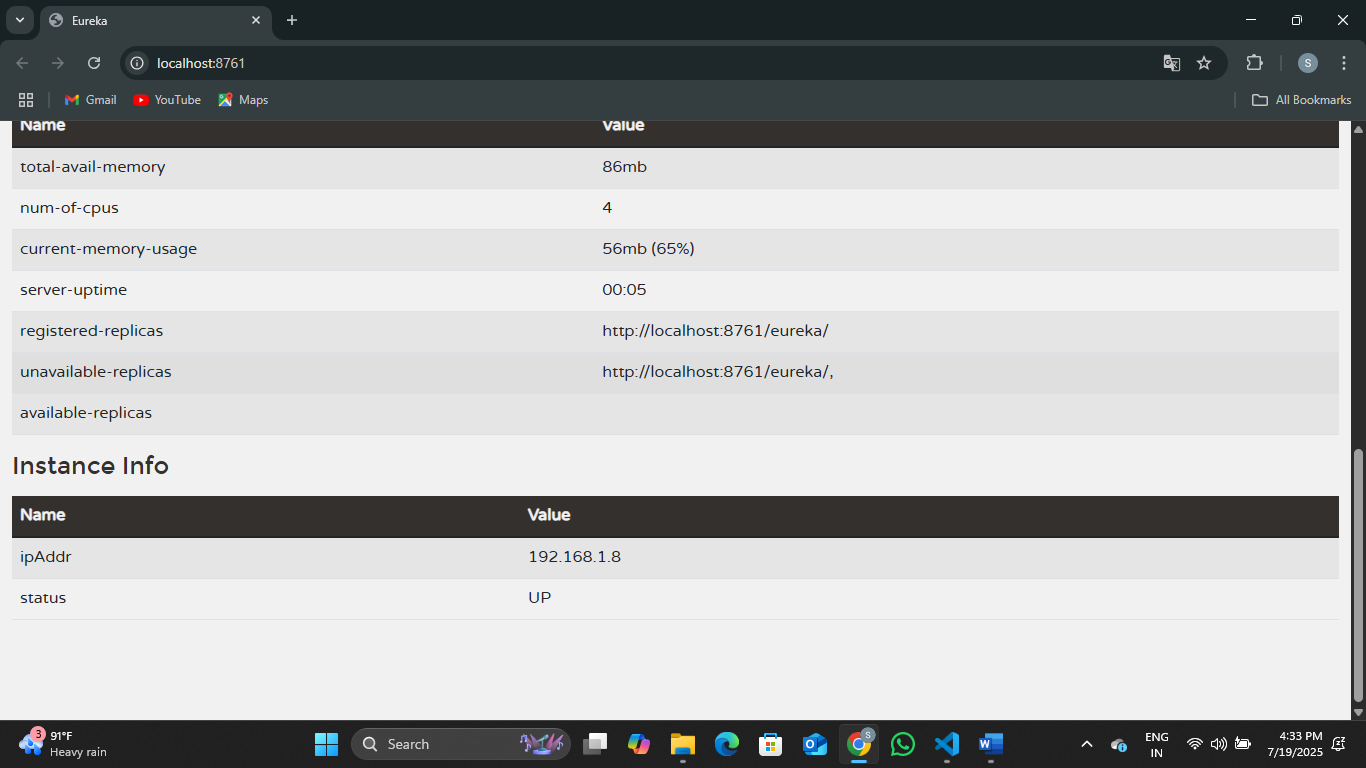 Eureka
localhost:8761
S
Gmail
YouTube
Maps
All Bookmarks
Name Value
total-avail-memory 86mb
num-of-cpus 4
current-memory-usage 56mb (65%)
server-uptime 00:05
registered-replicas http://localhost:8761/eureka/
unavailable-replicas http://localhost:8761/eureka/,
available-replicas
Instance Info
Name Value
ipAddr 192.168.1.8
status UP
3
91°F
Heavy rain
Search
S
ENG
IN
4:33 PM
7/19/2025